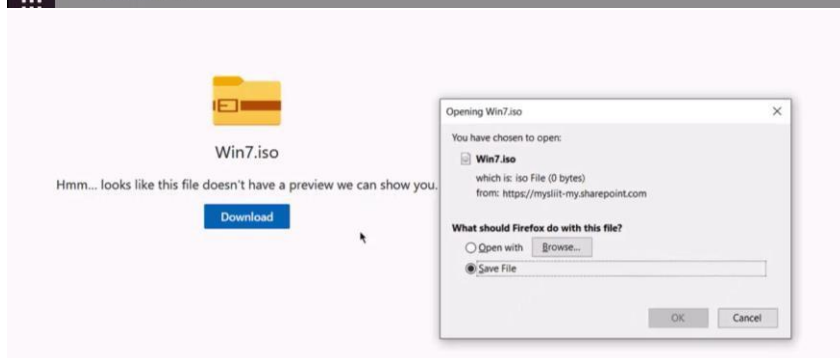 Win7.iso
Hmm... looks like this file doesn't have a preview we can show you.
Download
Opening Win7.iso
You have chosen to open:
Win7.iso
which is: iso File (0 bytes)
from: https://mysliit-my.sharepoint.com
What should Firefox do with this file?
Open with Browse...
Save File
OK Cancel